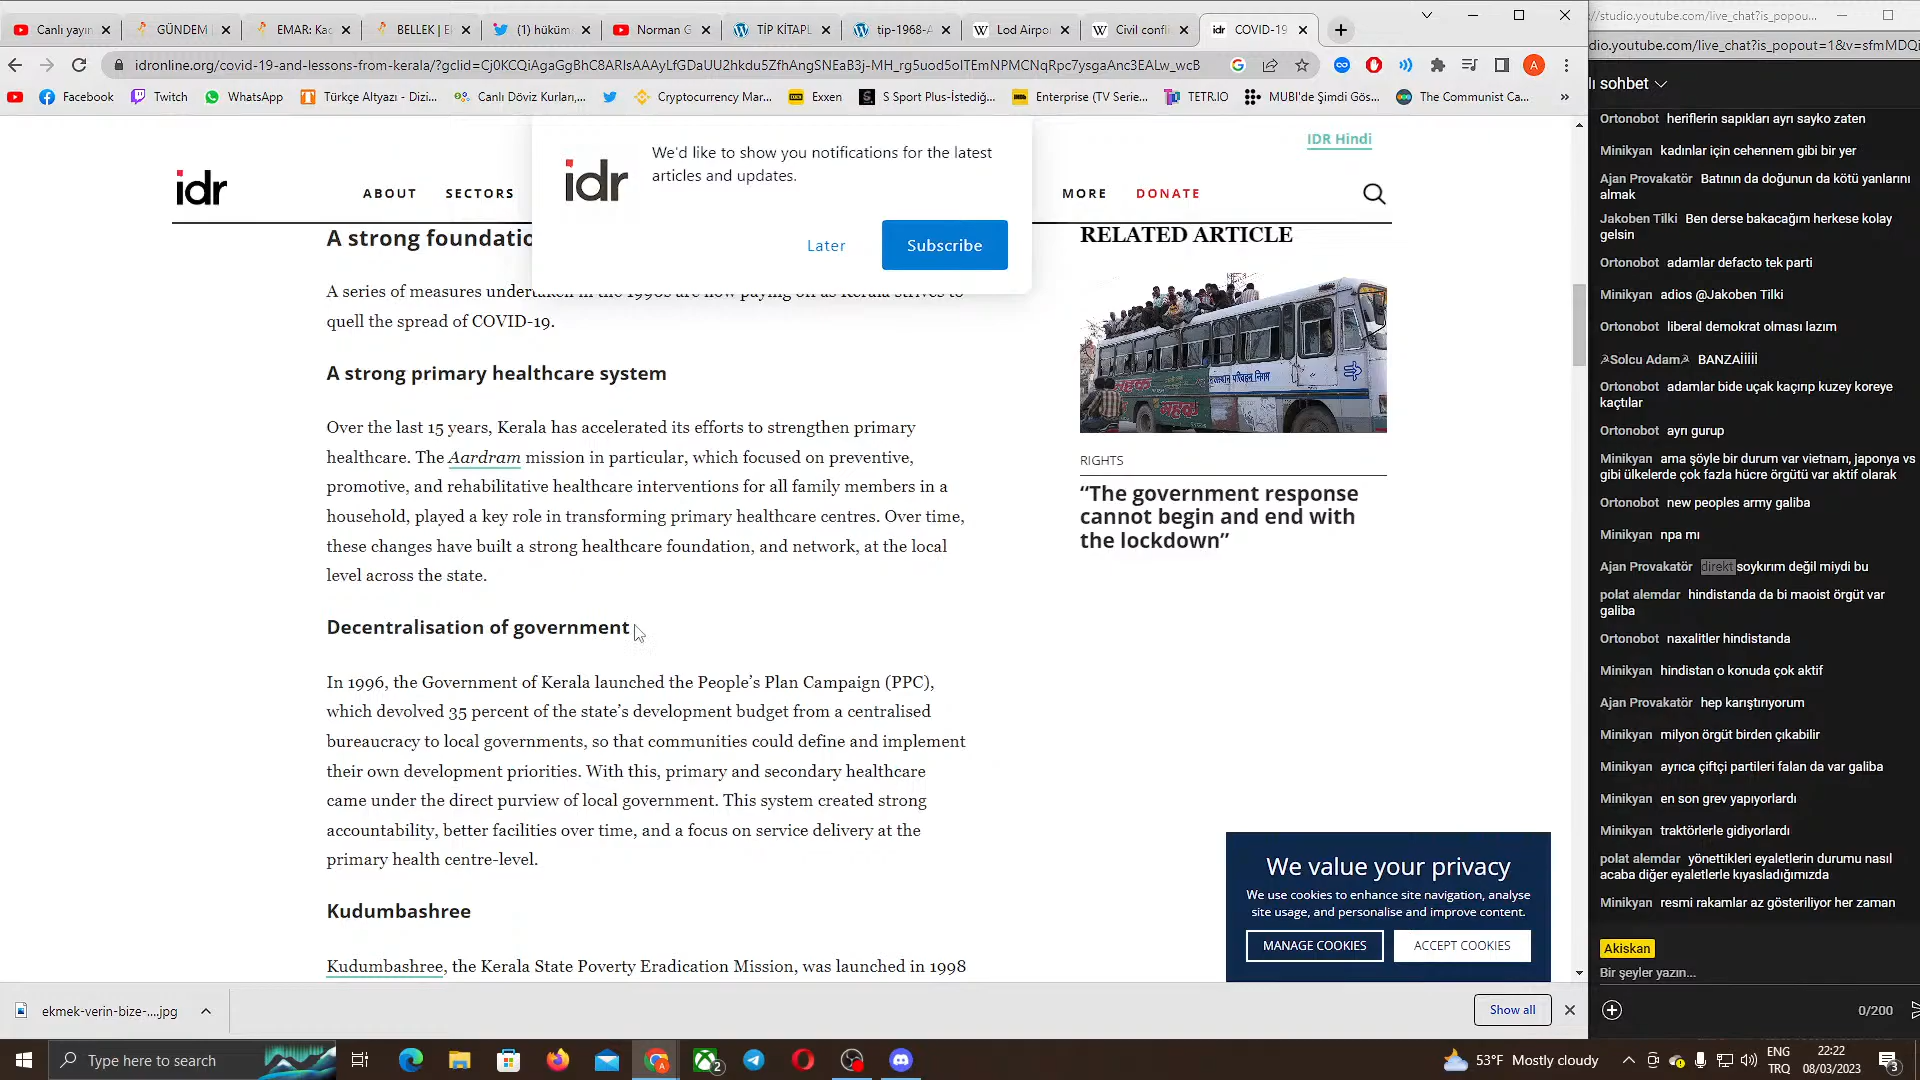 Canlı yayın
GÜNDEM
EMAR: Kaç
BELLEK | E
(1) hüküm
Norman G
TİP KİTAPL
tip-1968-A
Lod Airpo
Civil confli
idr COVID-19
://studio.youtube.com/live_chat?is_popou...
idronline.org/covid-19-and-lessons-from-kerala/?gclid=Cj0KCQiAgaGgBhC8ARIsAAAyLfGDaUU2hkdu5ZfhAngSNEaB3j-MH_rg5uod5oITEmNPMCNqRpc7ysgaAnc3EALw_wcB
dio.youtube.com/live_chat?is_popout=1&v=sfmMDQi
Facebook
Twitch
WhatsApp
Türkçe Altyazı - Dizi...
Canlı Döviz Kurları,...
Cryptocurrency Mar...
Exxen
S Sport Plus-İstediğ...
Enterprise (TV Serie...
TETR.IO
MUBI'de Şimdi Gös...
The Communist Ca...
We'd like to show you notifications for the latest
articles and updates.
idr
Later
Subscribe
IDR Hindi
idr
ABOUT
SECTORS
MORE
DONATE
A strong foundatio
A series of measures undertaken in the 1990s are now paying off as Kerala strives to
quell the spread of COVID-19.
A strong primary healthcare system
Over the last 15 years, Kerala has accelerated its efforts to strengthen primary
healthcare. The Aardram mission in particular, which focused on preventive,
promotive, and rehabilitative healthcare interventions for all family members in a
household, played a key role in transforming primary healthcare centres. Over time,
these changes have built a strong healthcare foundation, and network, at the local
level across the state.
Decentralisation of government
In 1996, the Government of Kerala launched the People's Plan Campaign (PPC),
which devolved 35 percent of the state's development budget from a centralised
bureaucracy to local governments, so that communities could define and implement
their own development priorities. With this, primary and secondary healthcare
came under the direct purview of local government. This system created strong
accountability, better facilities over time, and a focus on service delivery at the
primary health centre-level.
Kudumbashree
Kudumbashree, the Kerala State Poverty Eradication Mission, was launched in 1998
RELATED ARTICLE
RIGHTS
“The government response
cannot begin and end with
the lockdown”
We value your privacy
We use cookies to enhance site navigation, analyse
site usage, and personalise and improve content.
MANAGE COOKIES
ACCEPT COOKIES
lı sohbet
Ortonobot heriflerin sapıkları ayrı sayko zaten
Minikyan kadınlar için cehennem gibi bir yer
Ajan Provakatör Batının da doğunun da kötü yanlarını
almak
Jakoben Tilki Ben derse bakacağım herkese kolay
gelsin
Ortonobot adamlar defacto tek parti
Minikyan adios @Jakoben Tilki
Ortonobot liberal demokrat olması lazım
☭Solcu Adam☭ BANZAİİİİİ
Ortonobot adamlar bide uçak kaçırıp kuzey koreye
kaçtılar
Ortonobot ayrı gurup
Minikyan ama şöyle bir durum var vietnam, japonya vs
gibi ülkelerde çok fazla hücre örgütü var aktif olarak
Ortonobot new peoples army galiba
Minikyan npa mı
Ajan Provakatör direkt soykırım değil miydi bu
polat alemdar hindistanda da bi maoist örgüt var
galiba
Ortonobot naxalitler hindistanda
Minikyan hindistan o konuda çok aktif
Ajan Provakatör hep karıştırıyorum
Minikyan milyon örgüt birden çıkabilir
Minikyan ayrıca çiftçi partileri falan da var galiba
Minikyan en son grev yapıyorlardı
Minikyan traktörlerle gidiyorlardı
polat alemdar yönettikleri eyaletlerin durumu nasıl
acaba diğer eyaletlerle kıyasladığımızda
Minikyan resmi rakamlar az gösteriliyor her zaman
Akiskan
Bir şeyler yazın...
0/200
ekmek-verin-bize-....jpg
Show all
Type here to search
53°F Mostly cloudy
ENG
TRQ
22:22
08/03/2023